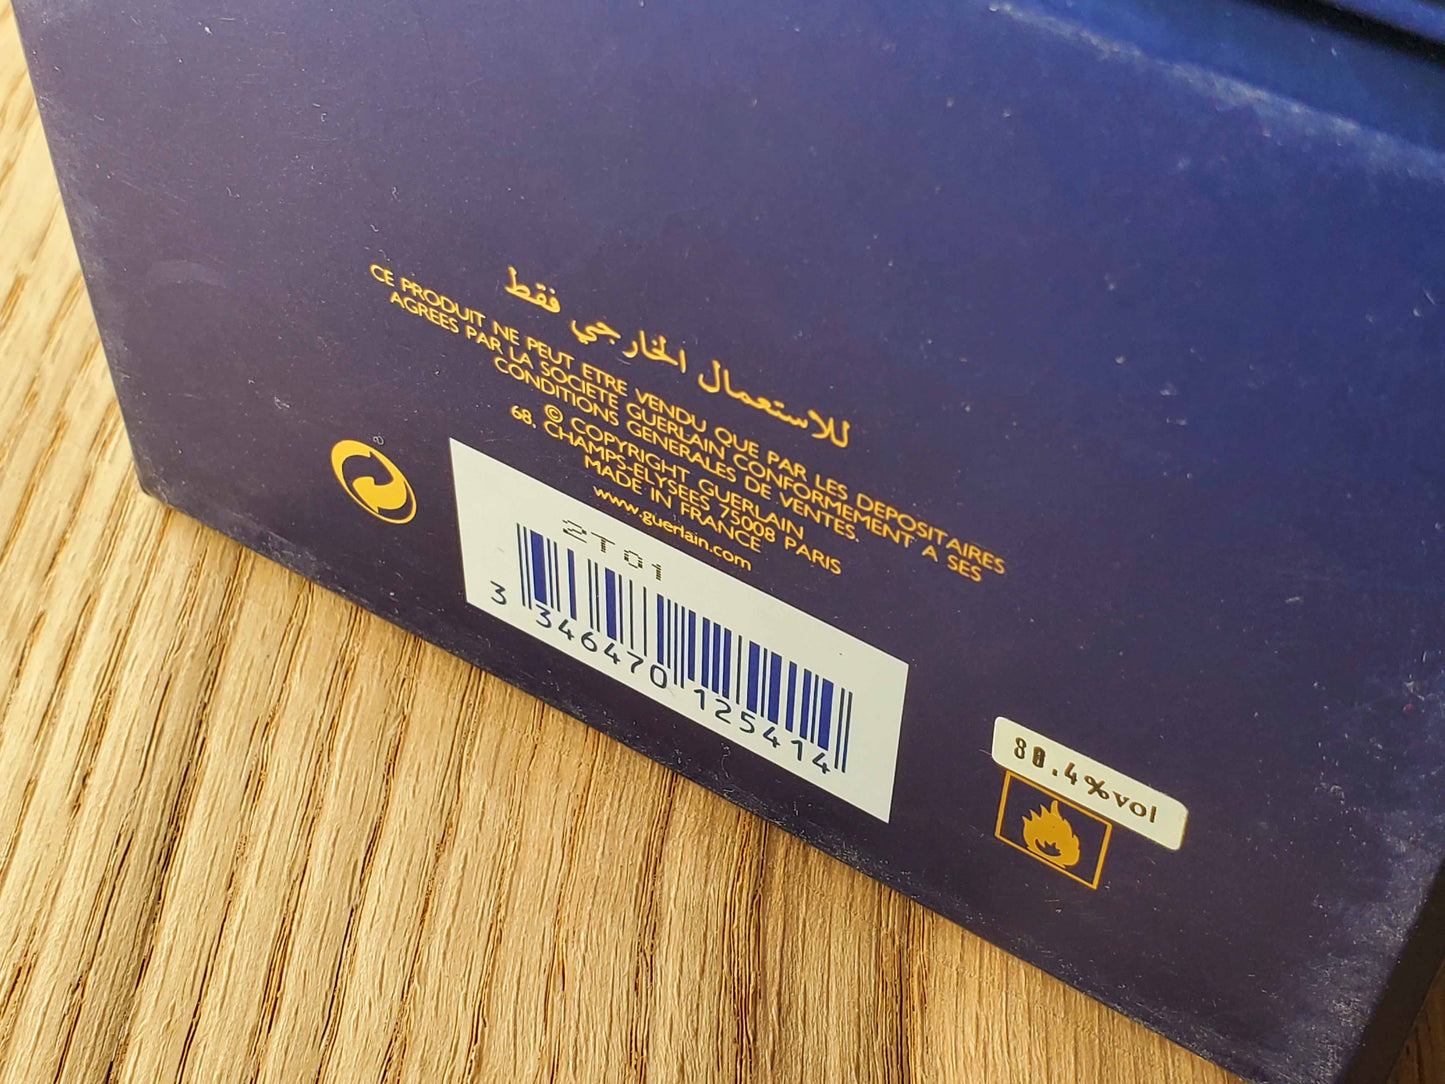 للاستعمال الخارجي فقط
CE PRODUIT NE PEUT ETRE VENDU QUE PAR LES DEPOSITAIRES
AGREES PAR LA SOCIETE GUERLAIN CONFORMEMENT A SES
CONDITIONS GENERALES DE VENTES.
© COPYRIGHT GUERLAIN
68, CHAMPS-ELYSEES 75008 PARIS
MADE IN FRANCE
www.guerlain.com
2T01
3 346470 125414
%vol